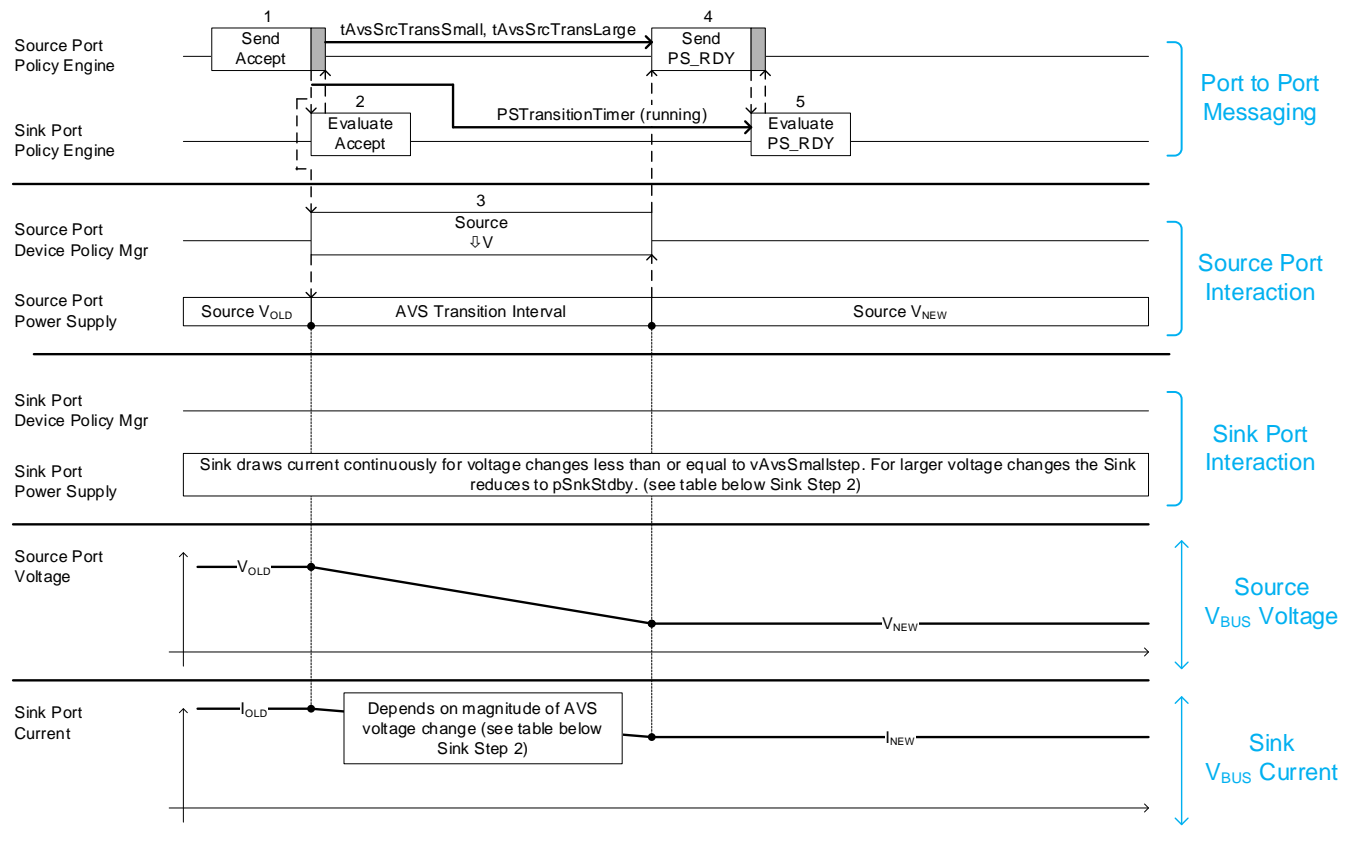 1
tAvsSrcTransSmall, tAvsSrcTransLarge
4
Source Port
Policy Engine
Send
Accept
Send
PS_RDY
Port to Port
Messaging
2
PSTransitionTimer (running)
5
Sink Port
Policy Engine
Evaluate
Accept
Evaluate
PS_RDY
3
Source Port
Device Policy Mgr
Source
⇩V
Source Port
Interaction
Source Port
Power Supply
Source VOLD
AVS Transition Interval
Source VNEW
Sink Port
Device Policy Mgr
Sink Port
Interaction
Sink Port
Power Supply
Sink draws current continuously for voltage changes less than or equal to vAvsSmallstep. For larger voltage changes the Sink
reduces to pSnkStdby. (see table below Sink Step 2)
Source Port
Voltage
VOLD
VNEW
Source
VBUS Voltage
Sink Port
Current
IOLD
Depends on magnitude of AVS
voltage change (see table below
Sink Step 2)
INEW
Sink
VBUS Current